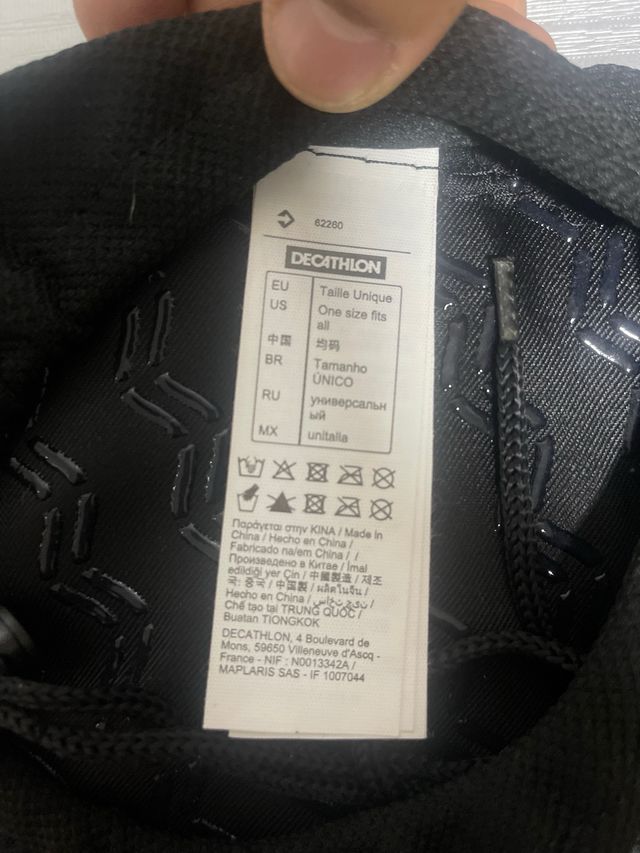 62260
DECATHLON
EU Taille Unique
US One size fits
all
中国 均码
BR Tamanho
ÚNICO
RU универсальн
ый
MX unitalla
Παράγεται στην KINA / Made in
China / Hecho en China /
Fabricado na/em China / /
Произведено в Китае / İmal
edildiği yer Çin / 中國製造 / 제조
국: 중국 / 中国製 / ผลิตในจีน /
Hecho en China /
Chế tạo tại TRUNG QUỐC /
Buatan TIONGKOK
DECATHLON, 4 Boulevard de
Mons, 59650 Villeneuve d'Ascq -
France - NIF : N0013342A /
MAPLARIS SAS - IF 1007044